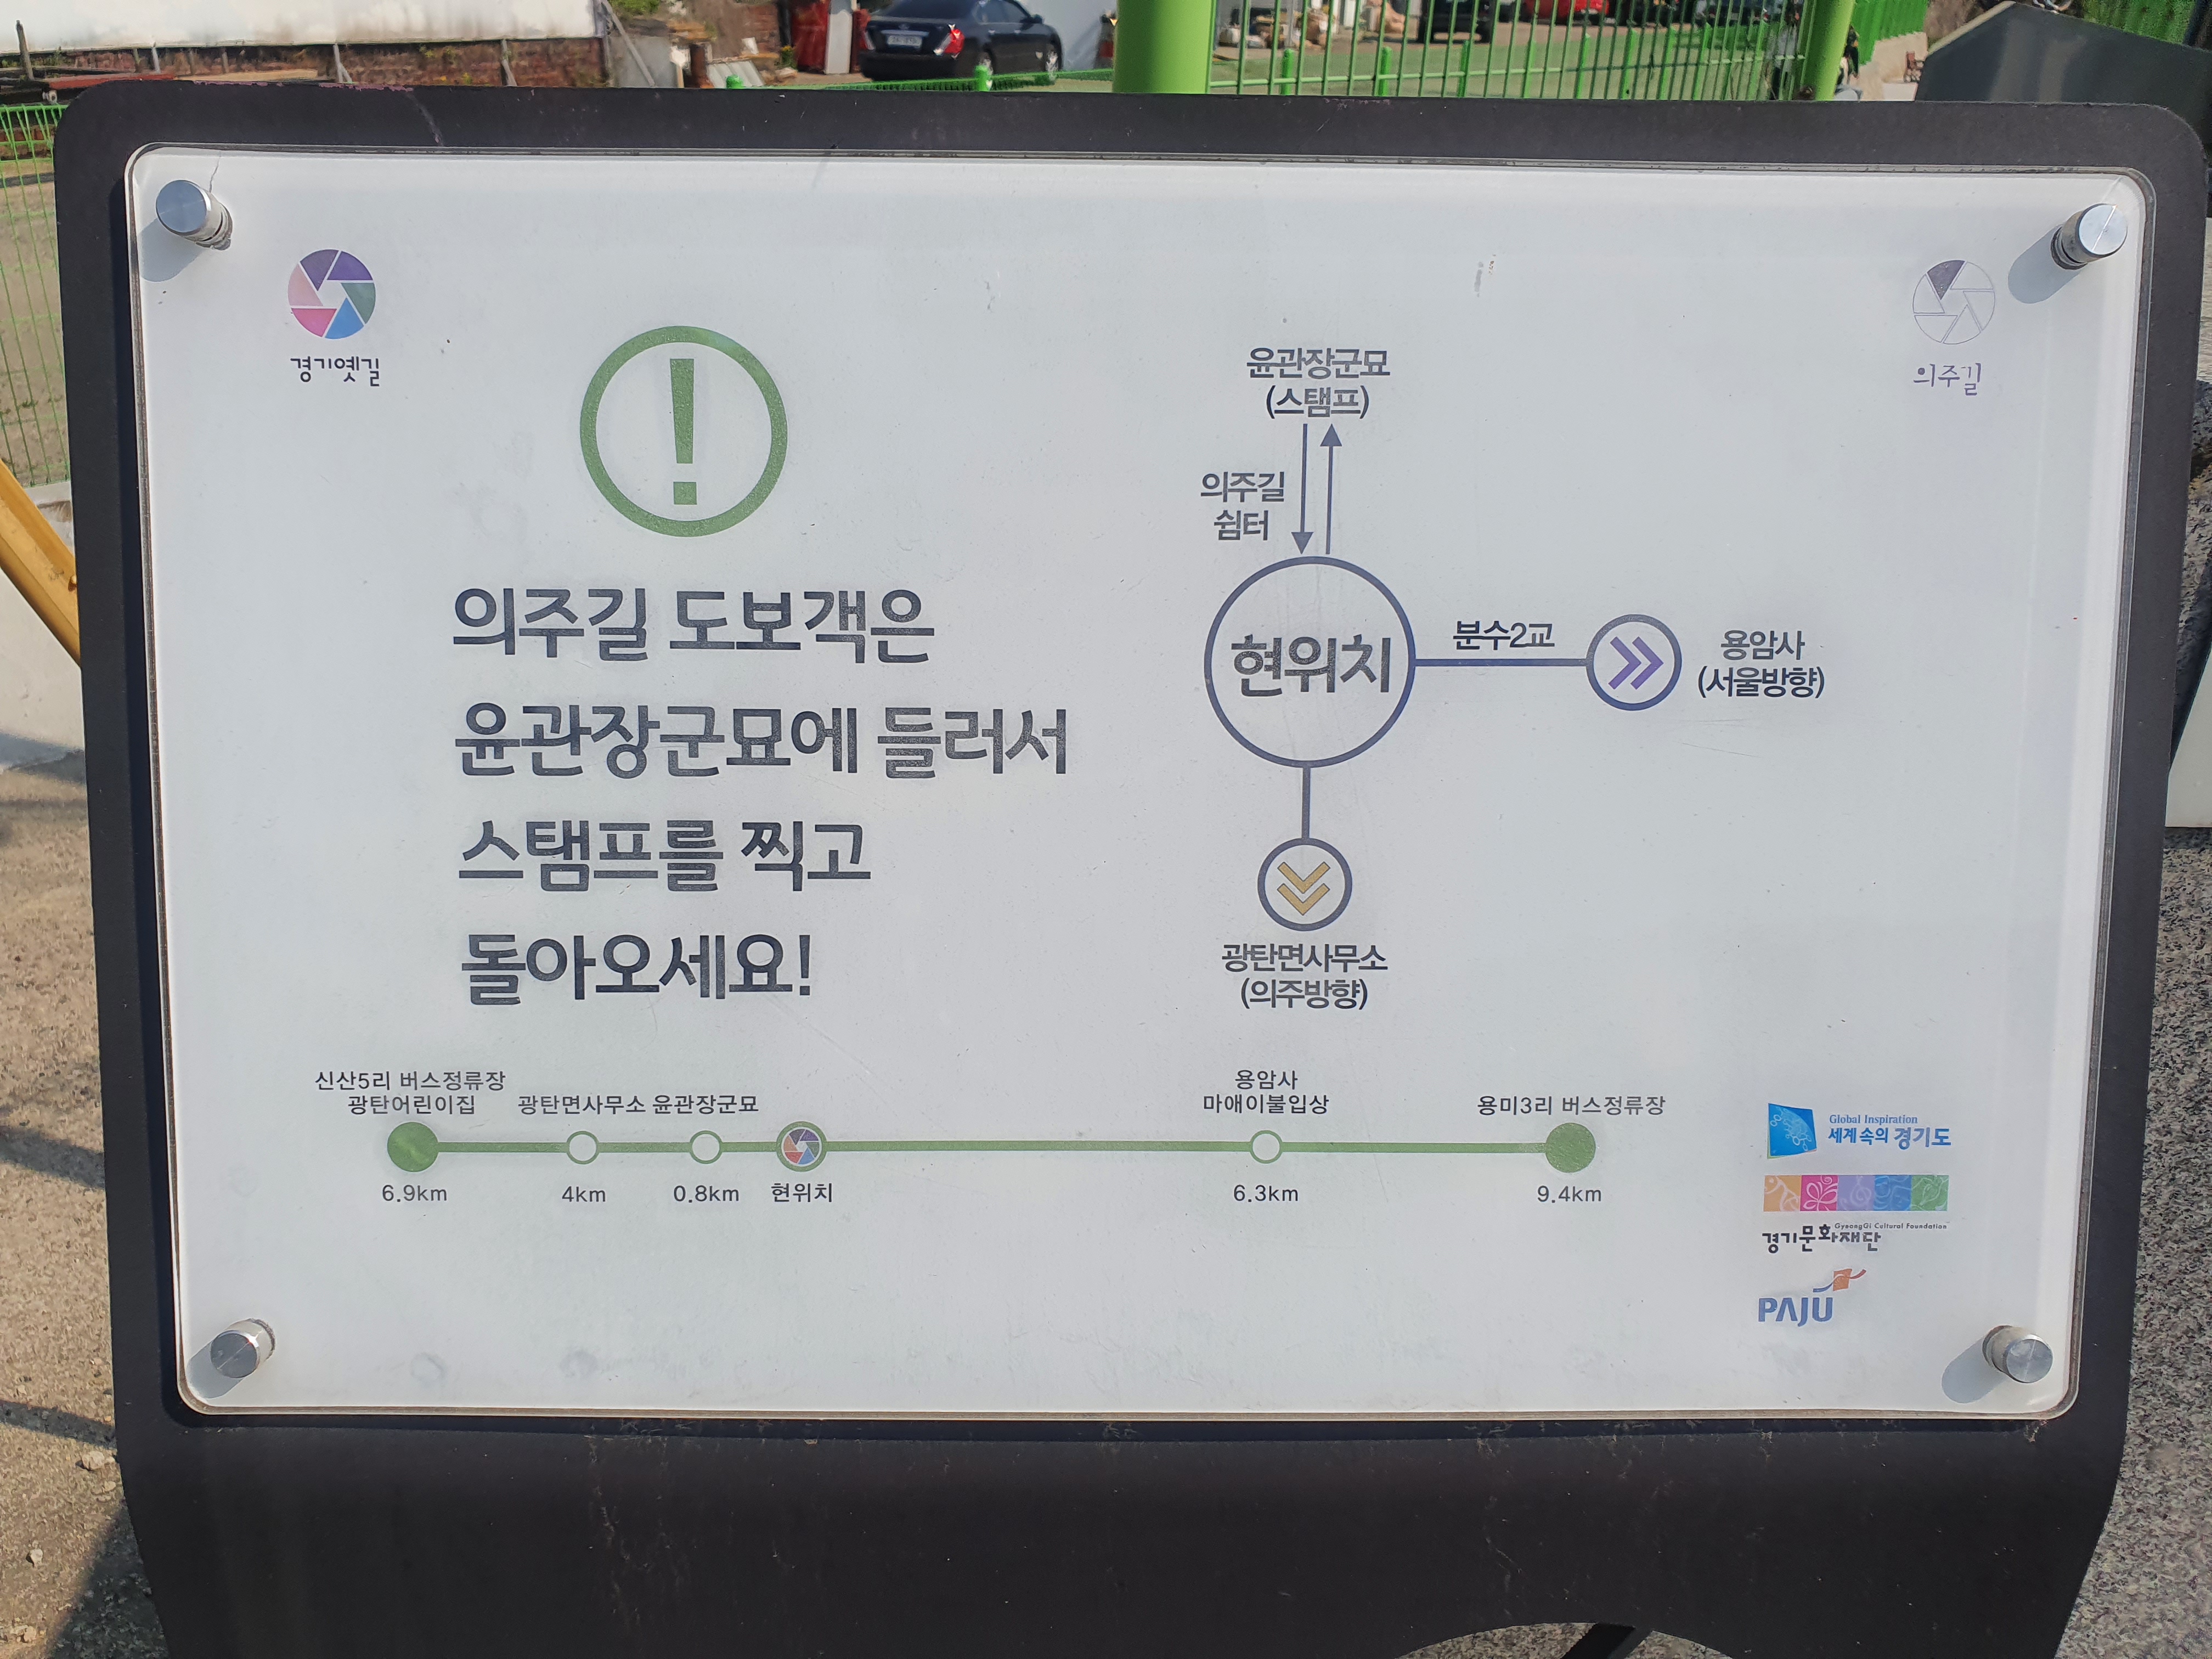 경기옛길
의주길
의주길 도보객은
윤관장군묘에 들러서
스탬프를 찍고
돌아오세요!
윤관장군묘
(스탬프)
의주길
쉼터
현위치
분수2교
용암사
(서울방향)
광탄면사무소
(의주방향)
신산5리 버스정류장
광탄어린이집
광탄면사무소
윤관장군묘
용암사
마애이불입상
용미3리 버스정류장
6.9km
4km
0.8km
현위치
6.3km
9.4km
Global Inspiration
세계속의 경기도
GyeongGi Cultural Foundation
경기문화재단
PAJU